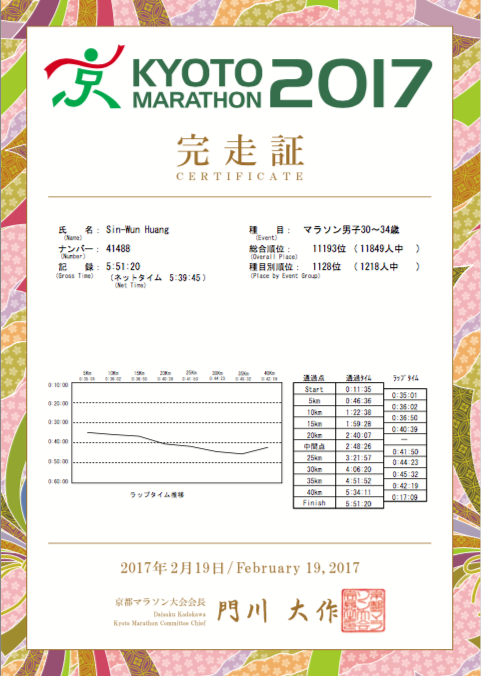 京
KYOTO
MARATHON
2017
完走証
CERTIFICATE
氏 名： Sin-Wun Huang
(Name)
ナンバー： 41488
(Number)
記 録： 5:51:20
(Gross Time) （ネットタイム 5:39:45）
(Net Time)
種 目： マラソン男子30～34歳
(Event)
総合順位： 11193位 （11849人中 ）
(Overall Place)
種目別順位： 1128位 （1218人中 ）
(Place by Event Group)
5Km 10Km 15Km 20Km 25Km 30Km 35Km 40Km
0:35:01 0:36:02 0:36:50 0:40:39 0:41:50 0:44:23 0:45:32 0:42:19
0:10:00
0:20:00
0:30:00
0:40:00
0:50:00
0:60:00
ラップタイム推移
通過点 通過タイム ラップタイム
Start 0:11:35
5km 0:46:36 0:35:01
10km 1:22:38 0:36:02
15km 1:59:28 0:36:50
20km 2:40:07 0:40:39
中間点 2:48:26 ―
25km 3:21:57 0:41:50
30km 4:06:20 0:44:23
35km 4:51:52 0:45:32
40km 5:34:11 0:42:19
Finish 5:51:20 0:17:09
2017年2月19日/February 19, 2017
京都マラソン大会会長
Daisaku Kadokawa
Kyoto Marathon Committee Chief
門川 大作